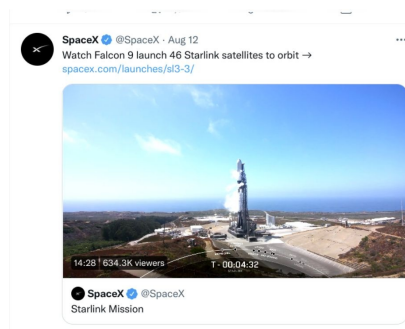 SpaceX @SpaceX · Aug 12
Watch Falcon 9 launch 46 Starlink satellites to orbit →
spacex.com/launches/sl3-3/
14:28 634.3K viewers
T - 00:04:32
SpaceX @SpaceX
Starlink Mission